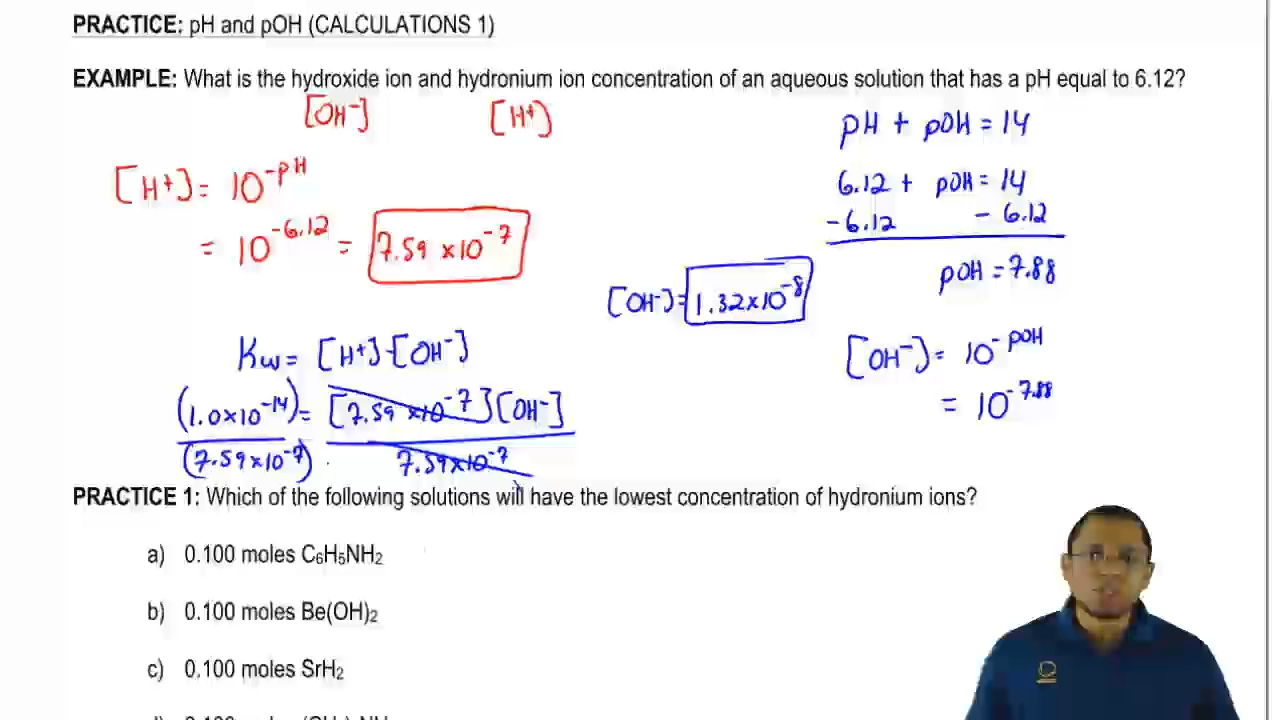 PRACTICE: pH and pOH (CALCULATIONS 1)
EXAMPLE: What is the hydroxide ion and hydronium ion concentration of an aqueous solution that has a pH equal to 6.12?
[OH⁻] [H⁺]
[H⁺] = 10^-pH
= 10^-6.12 = 7.59 x10^-7
pH + pOH = 14
6.12 + pOH = 14
-6.12 - 6.12
pOH = 7.88
[OH⁻] = 1.32x10^-8
[OH⁻] = 10^-pOH
= 10^-7.88
Kw = [H⁺]·[OH⁻]
(1.0x10^-14) = [7.59 x10^-7][OH⁻]
(7.59x10^-7) 7.59x10^-7
PRACTICE 1: Which of the following solutions will have the lowest concentration of hydronium ions?
a) 0.100 moles C₆H₅NH₂
b) 0.100 moles Be(OH)₂
c) 0.100 moles SrH₂